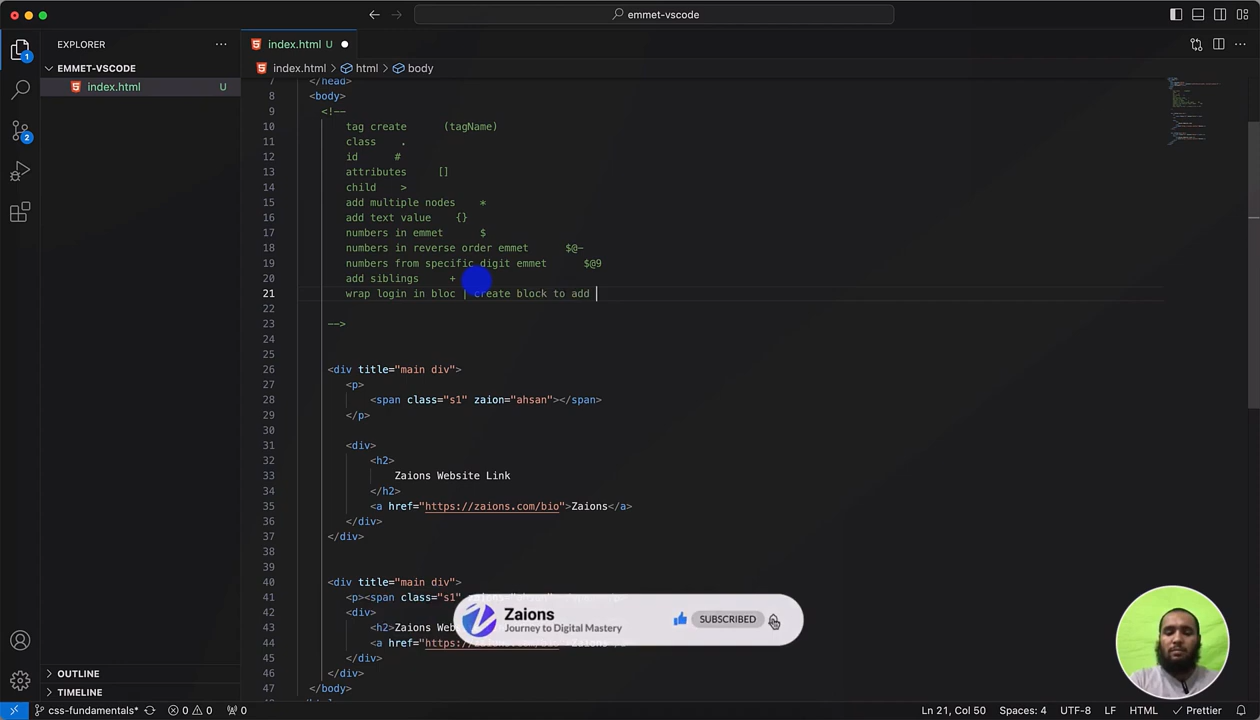 emmet-vscode
EXPLORER
index.html U
EMMET-VSCODE
index.html U
index.html > html > body
7 </head>
8 <body>
9 <!--
10 tag create (tagName)
11 class .
12 id #
13 attributes []
14 child >
15 add multiple nodes *
16 add text value {}
17 numbers in emmet $
18 numbers in reverse order emmet $@-
19 numbers from specific digit emmet $@9
20 add siblings +
21 wrap login in bloc | create block to add
22
23 -->
24
25
26 <div title="main div">
27 <p>
28 <span class="s1" zaion="ahsan"></span>
29 </p>
30
31 <div>
32 <h2>
33 Zaions Website Link
34 </h2>
35 <a href="https://zaions.com/bio">Zaions</a>
36 </div>
37 </div>
38
39
40 <div title="main div">
41 <p><span class="s1"
42 <div>
43 <h2>Zaions
44 <a href="https:
45 </div>
46 </div>
47 </body>
Zaions
Journey to Digital Mastery
SUBSCRIBED
OUTLINE
TIMELINE
css-fundamentals* 0 0 0 Ln 21, Col 50 Spaces: 4 UTF-8 LF HTML Prettier